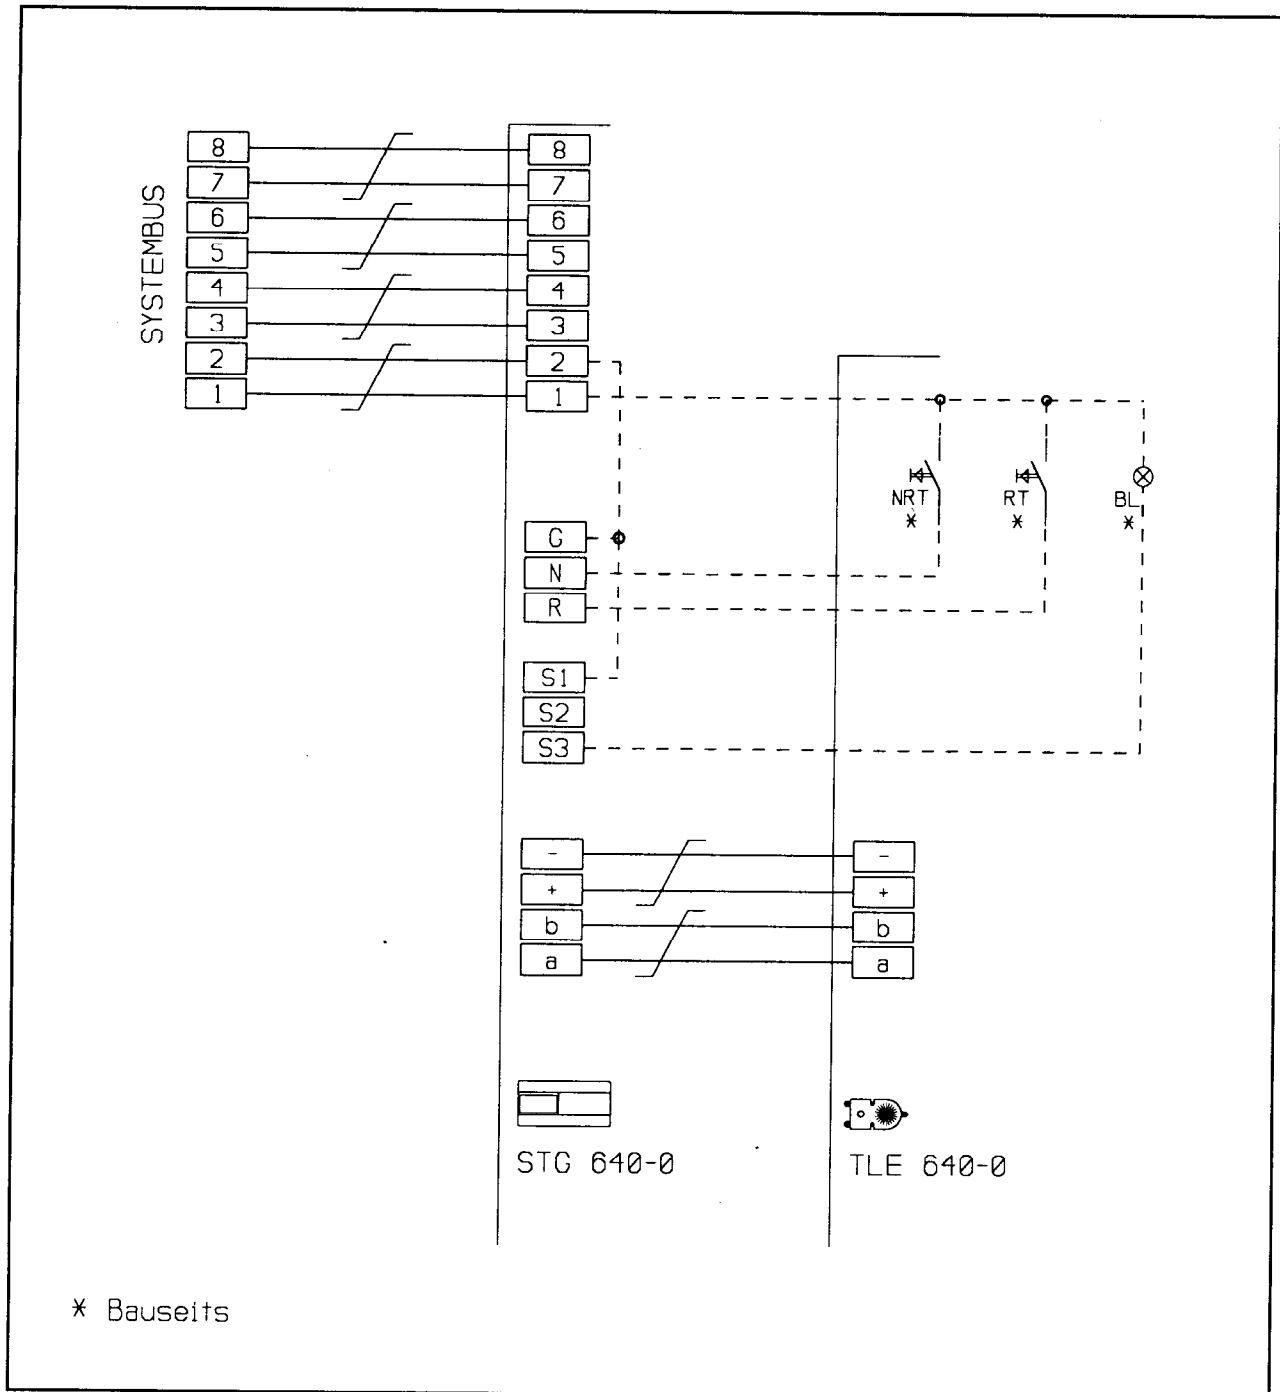 SYSTEMBUS
8 8
7 7
6 6
5 5
4 4
3 3
2 2
1 1
NRT RT BL
* * *
G
N
R
S1
S2
S3
- -
+ +
b b
a a
STG 640-0 TLE 640-0
* Bauseits